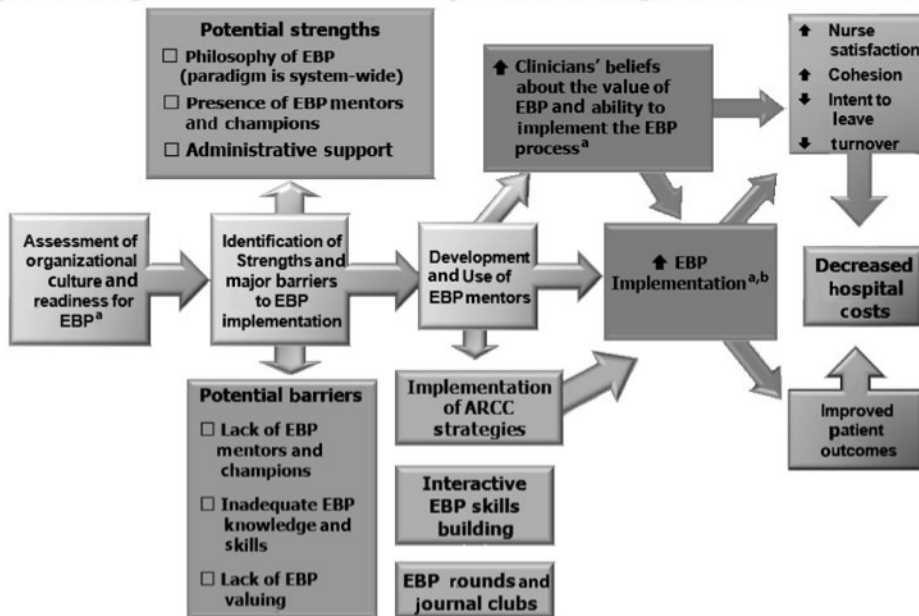 Potential strengths
☐ Philosophy of EBP
(paradigm is system-wide)
☐ Presence of EBP mentors
and champions
☐ Administrative support
⬆ Clinicians' beliefs
about the value of
EBP and ability to
implement the EBP
processᵃ
⬆ Nurse
satisfaction
⬆ Cohesion
⬇ Intent to
leave
⬇ turnover
Assessment of
organizational
culture and
readiness for
EBPᵃ
Identification of
Strengths and
major barriers
to EBP
implementation
Development
and Use of
EBP mentors
⬆ EBP
Implementationᵃ,ᵇ
Decreased
hospital
costs
Potential barriers
☐ Lack of EBP
mentors and
champions
☐ Inadequate EBP
knowledge and
skills
☐ Lack of EBP
valuing
Implementation
of ARCC
strategies
Interactive
EBP skills
building
EBP rounds and
journal clubs
Improved
patient
outcomes